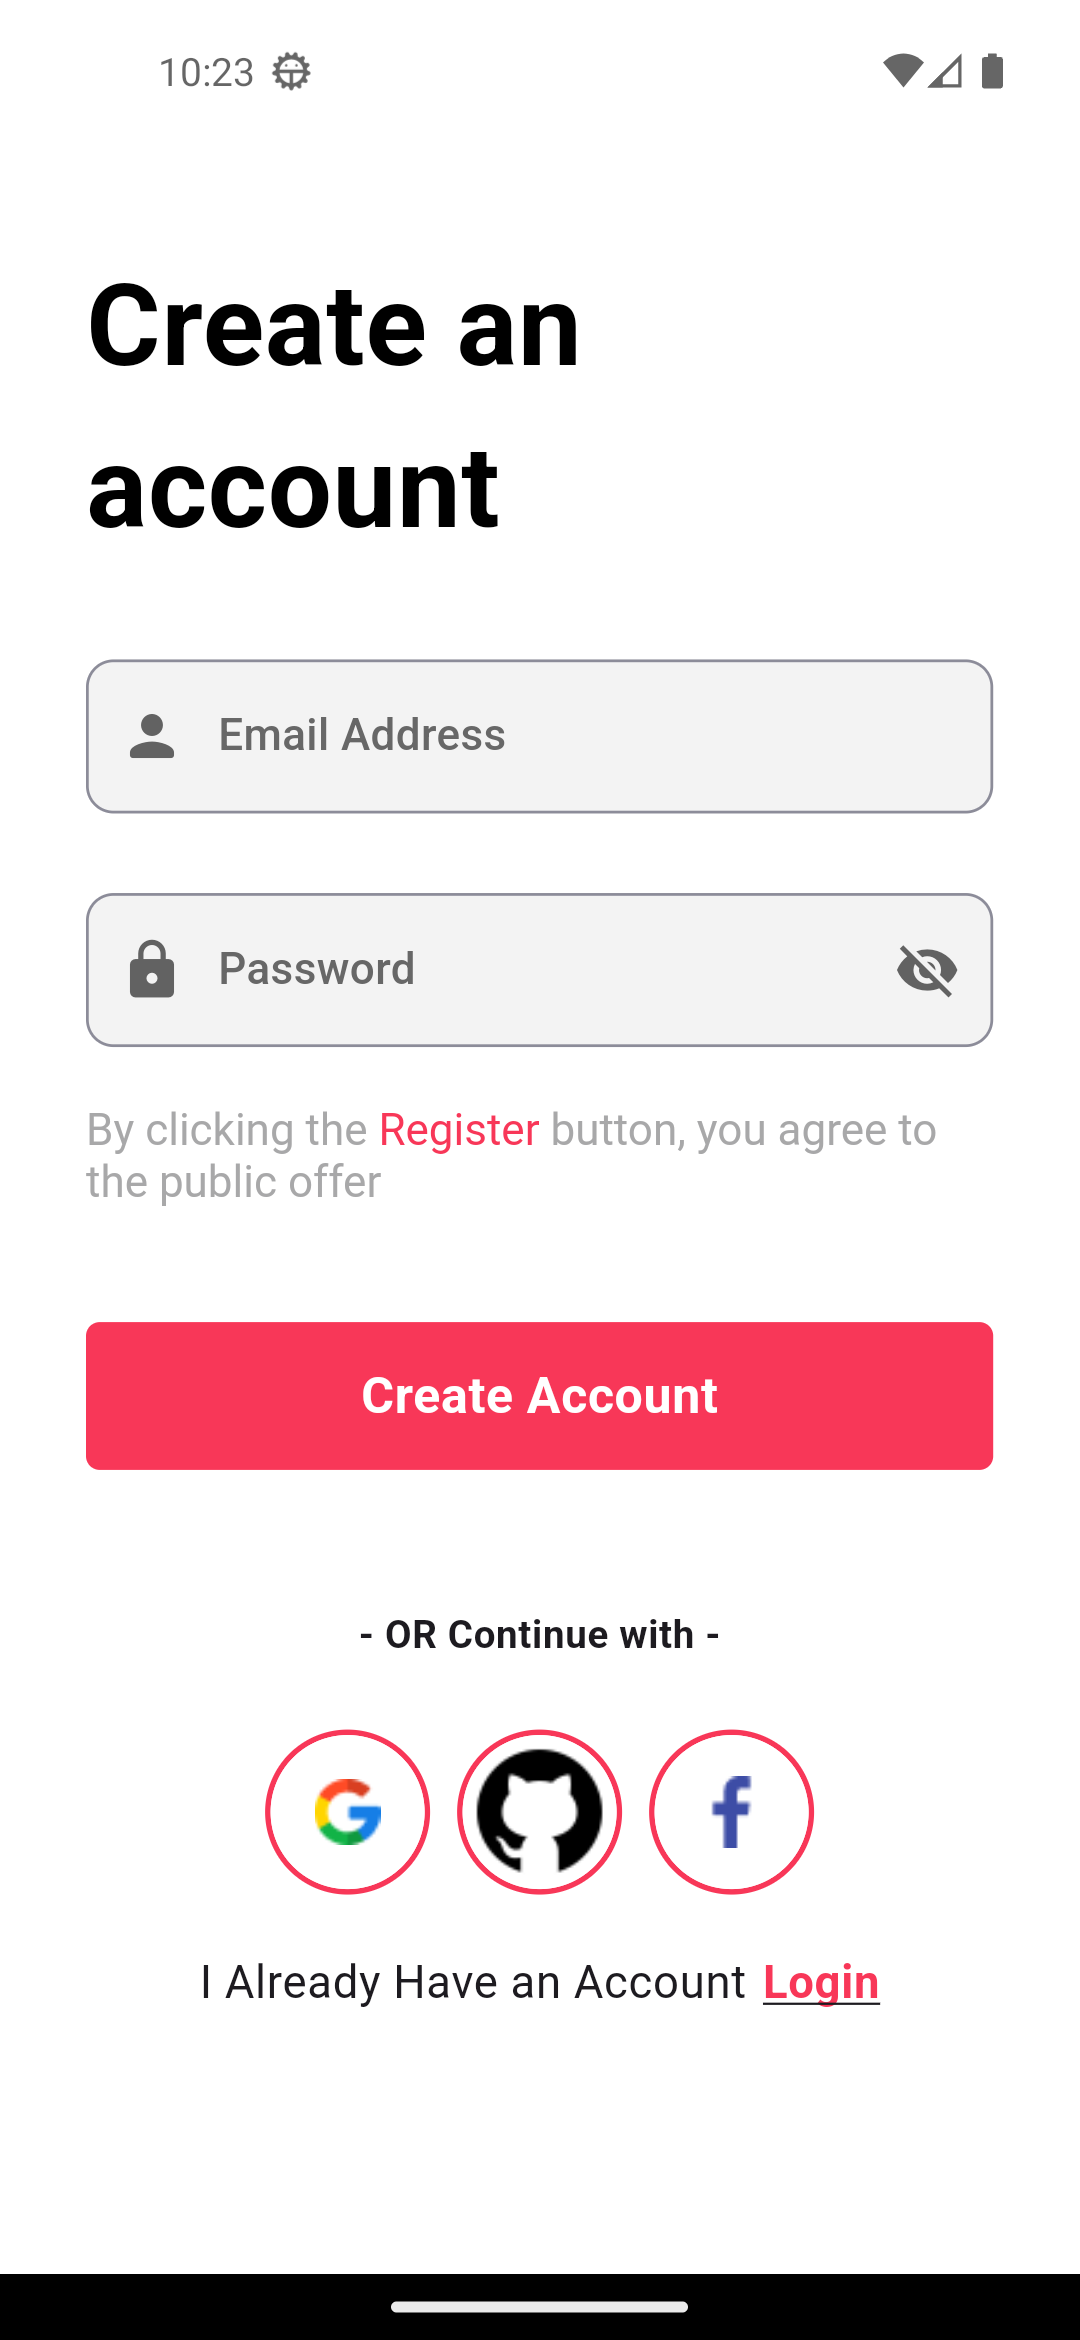 10:23
Create an
account
Email Address
Password
By clicking the Register button, you agree to
the public offer
Create Account
- OR Continue with -
I Already Have an Account Login